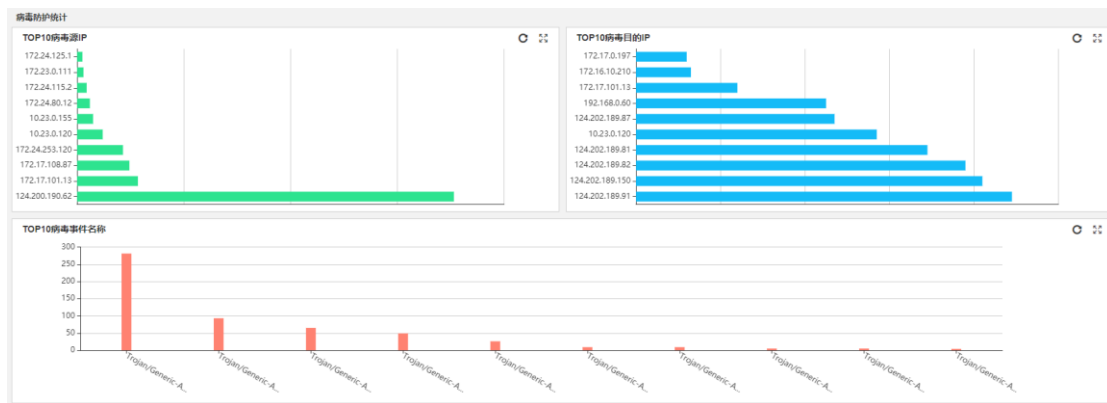 病毒防护统计
TOP10病毒源IP
172.24.125.1
172.23.0.111
172.24.115.2
172.24.80.12
10.23.0.155
10.23.0.120
172.24.253.120
172.17.108.87
172.17.101.13
124.200.190.62
TOP10病毒目的IP
172.17.0.197
172.16.10.210
172.17.101.13
192.168.0.60
124.202.189.87
10.23.0.120
124.202.189.81
124.202.189.82
124.202.189.150
124.202.189.91
TOP10病毒事件名称
300
250
200
150
100
50
0
Trojan/Generic-A...
Trojan/Generic-A...
Trojan/Generic-A...
Trojan/Generic-A...
Trojan/Generic-A...
Trojan/Generic-A...
Trojan/Generic-A...
Trojan/Generic-A...
Trojan/Generic-A...
Trojan/Generic-A...